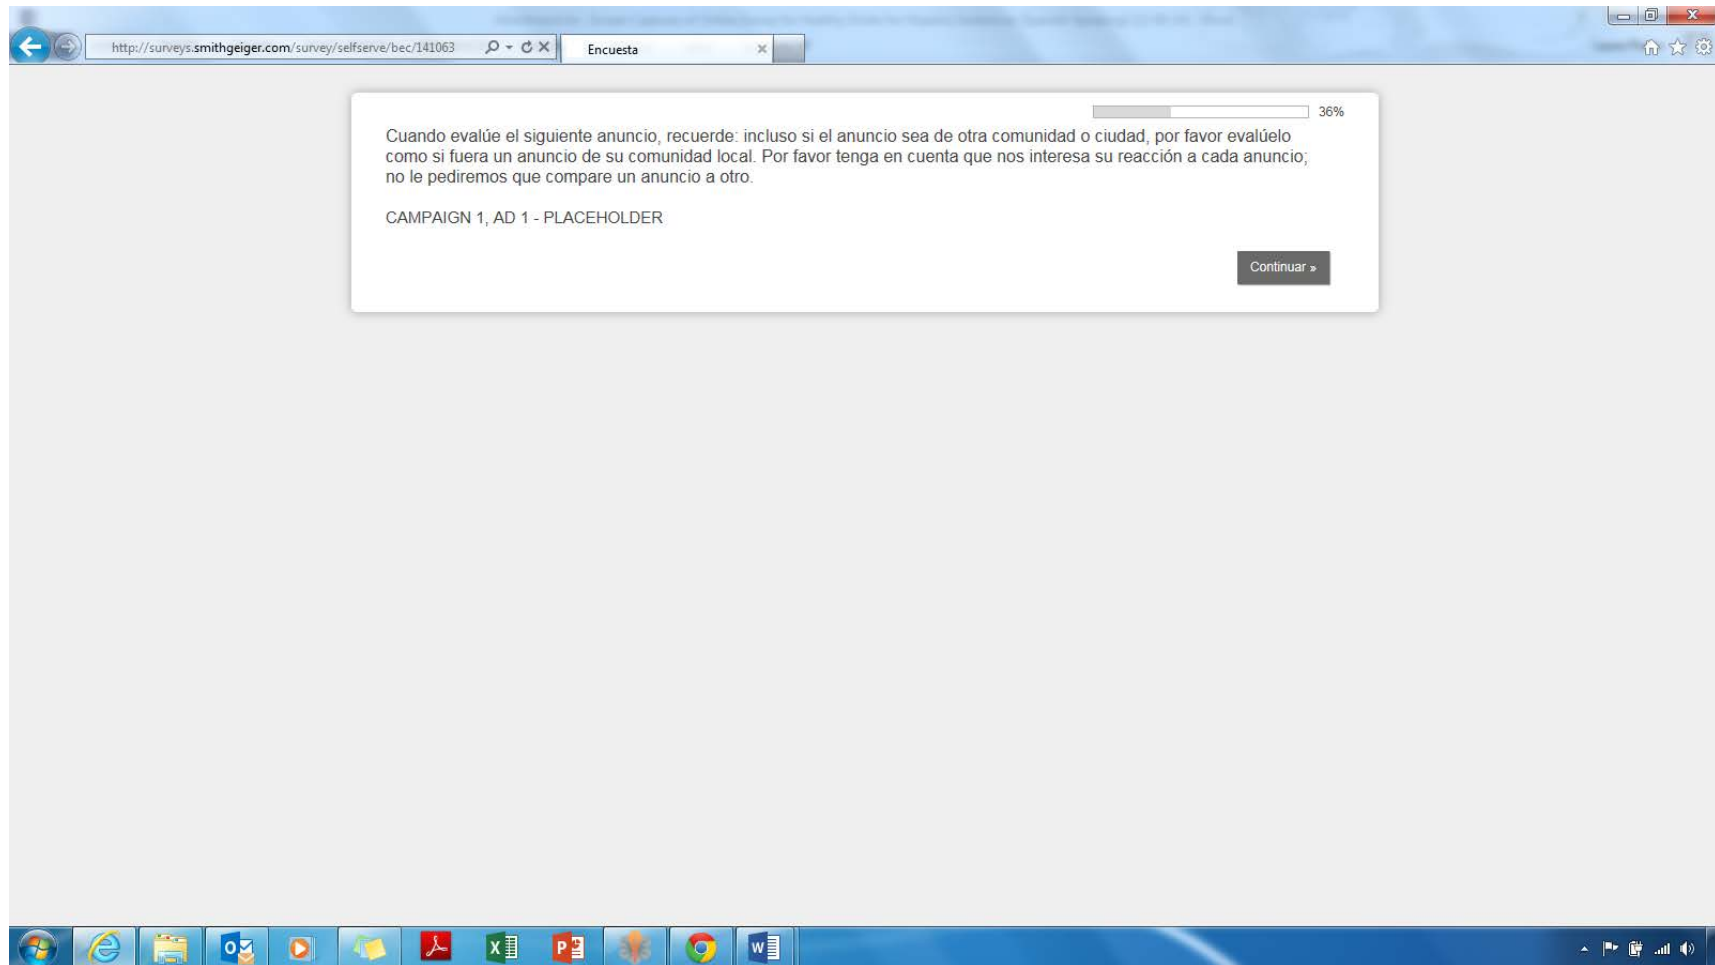 http://surveys.smithgeiger.com/survey/selfserve/bec/141063
Encuesta
36%
Cuando evalúe el siguiente anuncio, recuerde: incluso si el anuncio sea de otra comunidad o ciudad, por favor evalúelo
como si fuera un anuncio de su comunidad local. Por favor tenga en cuenta que nos interesa su reacción a cada anuncio;
no le pediremos que compare un anuncio a otro.
CAMPAIGN 1, AD 1 - PLACEHOLDER
Continuar »